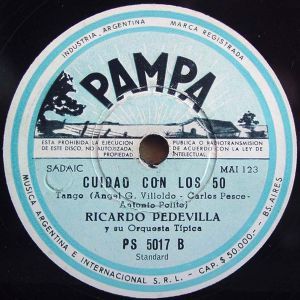 INDUSTRIA ARGENTINA
MARCA REGISTRADA
PAMPA
ESTA PROHIBIDA LA EJECUCION
DE ESTE DISCO, NO AUTORIZADA.
PROPIEDAD
PUBLICA O RADIOTRANSMISION
DE ACUERDO CON LA LEY DE
INTELECTUAL.
SADAIC
MAI 123
CUIDAO CON LOS 50
Tango (Angel G. Villoldo - Carlos Pesce-
Antonio Polito)
RICARDO PEDEVILLA
y su Orquesta Típica
PS 5017 B
Standard
MUSICA ARGENTINA E INTERNACIONAL S. R. L. - CAP. $ 50.000.- BS. AIRES